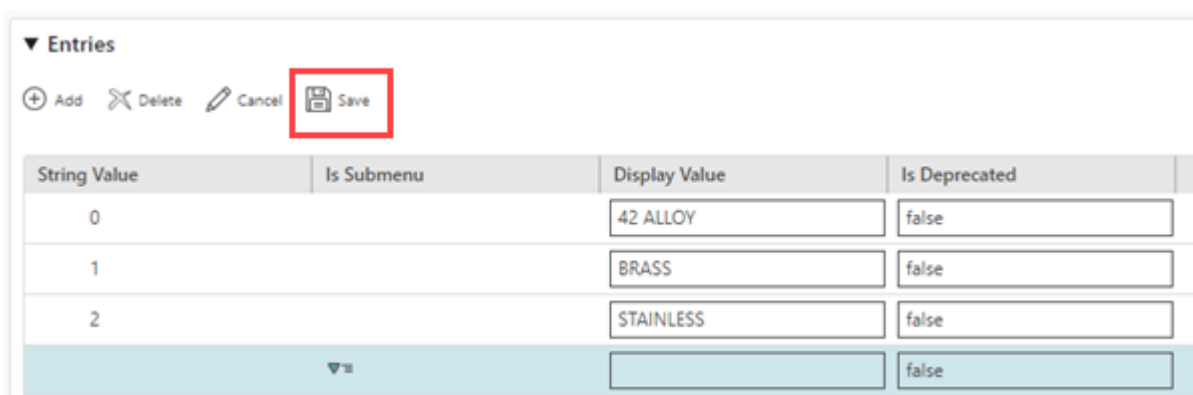 Entries
Add Delete Cancel Save
String Value Is Submenu Display Value Is Deprecated
0 42 ALLOY false
1 BRASS false
2 STAINLESS false
false